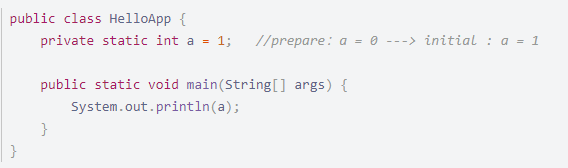 public class HelloApp {
    private static int a = 1;   //prepare：a = 0 ---> initial : a = 1
    public static void main(String[] args) {
        System.out.println(a);
    }
}